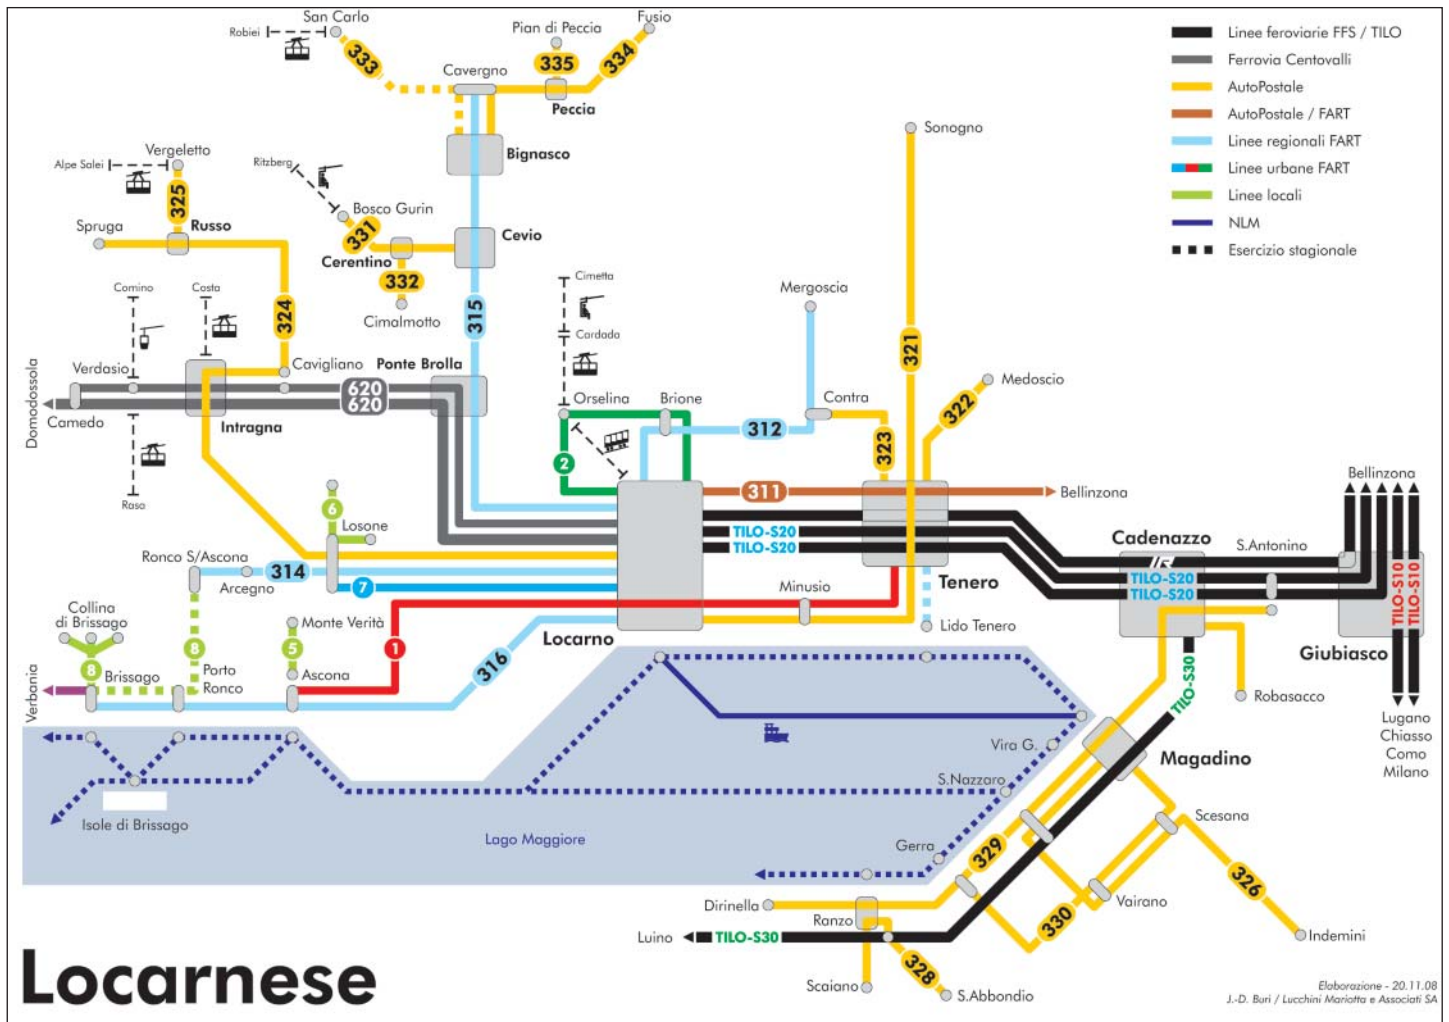 San Carlo
Robiei
333
Cavergno
Pian di Peccia
335
334
Fusio
Peccia
Bignasco
Linee ferroviarie FFS / TILO
Ferrovia Centovalli
AutoPostale
AutoPostale / FART
Linee regionali FART
Linee urbane FART
Linee locali
NLM
Esercizio stagionale
Sonogno
Vergeletto
Alpe Salei
325
Spruga
Russo
324
Ritzberg
Bosco Gurin
331
Cerentino
332
Cimalmotto
Cevio
315
Cimetta
Cardada
Mergoscia
321
Comino
Costa
Verdasio
Cavigliano
Ponte Brolla
620
620
Domodossola
Camedo
Intragna
Rasa
Orselina
Brione
Contra
312
323
322
Medoscio
2
311
Bellinzona
Bellinzona
TILO-S20
TILO-S20
Cadenazzo
S.Antonino
IR
TILO-S20
TILO-S20
TILO-S10
TILO-S10
Giubiasco
Tenero
Lido Tenero
Minusio
Locarno
6
Losone
Ronco S/Ascona
Arcegno
314
7
Collina
di Brissago
8
8
Monte Verità
5
Ascona
1
316
Porto
Ronco
Brissago
Verbania
TILO-S30
Robasacco
Lugano
Chiasso
Como
Milano
Vira G.
Magadino
S.Nazzaro
Isole di Brissago
Lago Maggiore
Gerra
329
Scesana
Vairano
326
330
Indemini
Dirinella
Ranzo
Luino
TILO-S30
Scaiano
328
S.Abbondio
Locarnese
Elaborazione - 20.11.08
J.-D. Buri / Lucchini Mariotta e Associati SA